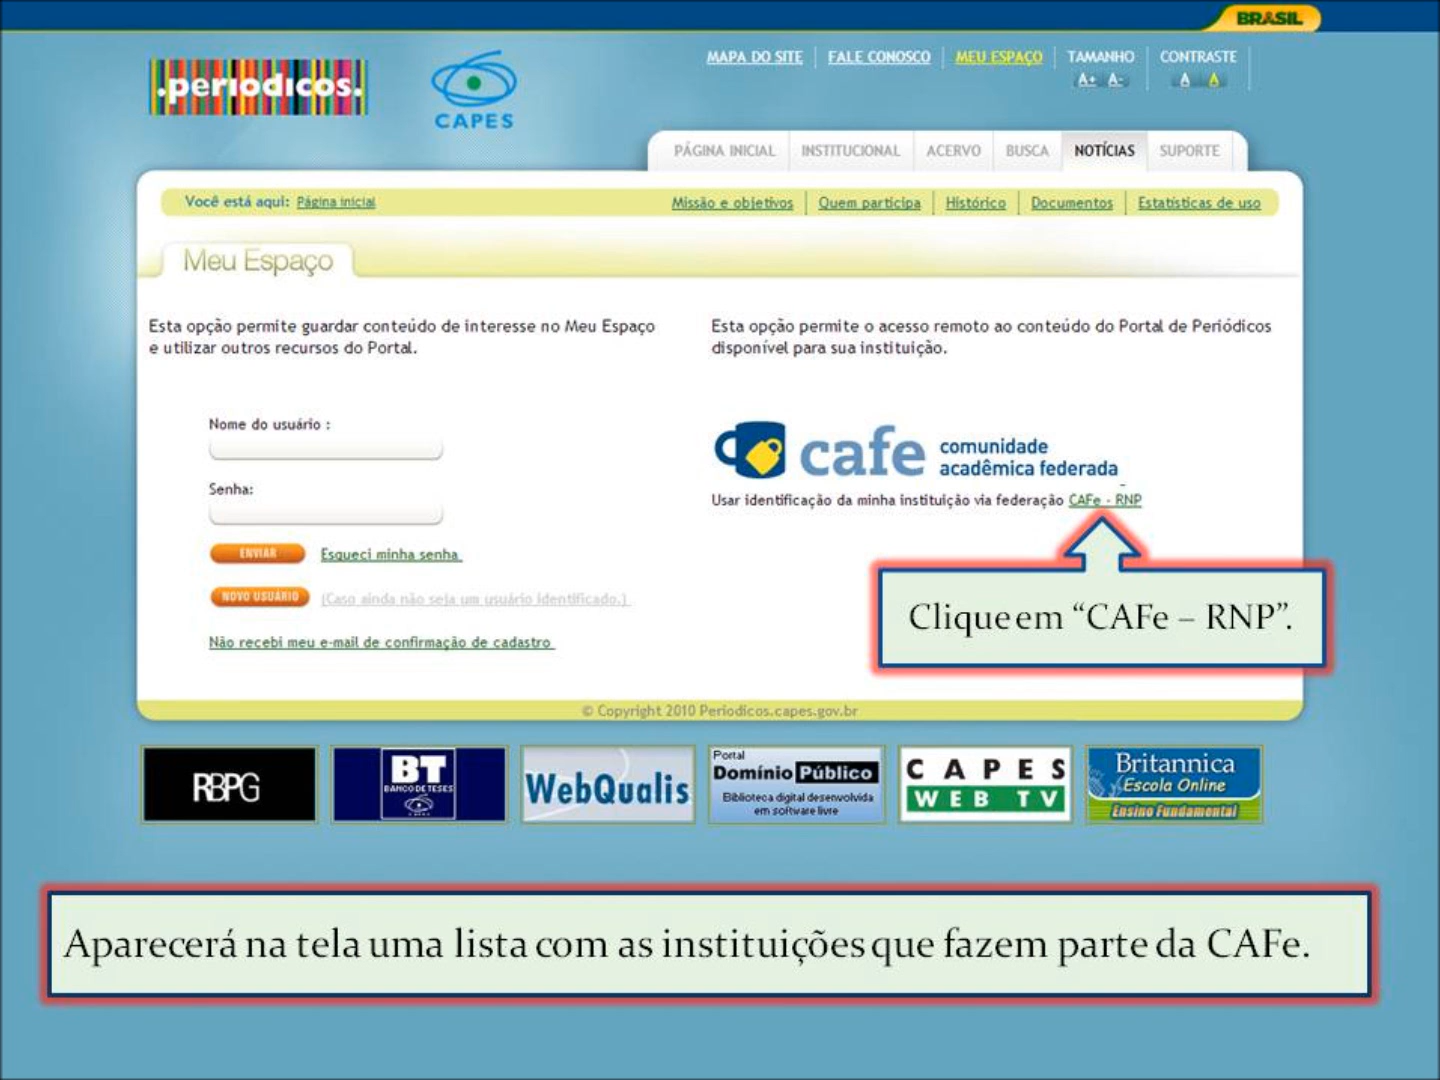 BRASIL
MAPA DO SITE
FALE CONOSCO
MEU ESPAÇO
TAMANHO
A+ A-
CONTRASTE
A A
.periodicos.
CAPES
PÁGINA INICIAL
INSTITUCIONAL
ACERVO
BUSCA
NOTÍCIAS
SUPORTE
Você está aqui: Página inicial
Missão e objetivos
Quem participa
Histórico
Documentos
Estatísticas de uso
Meu Espaço
Esta opção permite guardar conteúdo de interesse no Meu Espaço
e utilizar outros recursos do Portal.
Nome do usuário :
Senha:
ENVIAR
Esqueci minha senha
NOVO USUÁRIO
(Caso ainda não seja um usuário identificado.)
Não recebi meu e-mail de confirmação de cadastro
Esta opção permite o acesso remoto ao conteúdo do Portal de Periódicos
disponível para sua instituição.
cafe
comunidade
acadêmica federada
Usar identificação da minha instituição via federação CAFe - RNP
Clique em “CAFe – RNP”.
© Copyright 2010 Periodicos.capes.gov.br
RBPG
BT
BANCO DE TESES
WebQualis
Portal
Domínio Público
Biblioteca digital desenvolvida
em software livre
CAPES
WEB TV
Britannica
Escola Online
Ensino Fundamental
Aparecerá na tela uma lista com as instituições que fazem parte da CAFe.